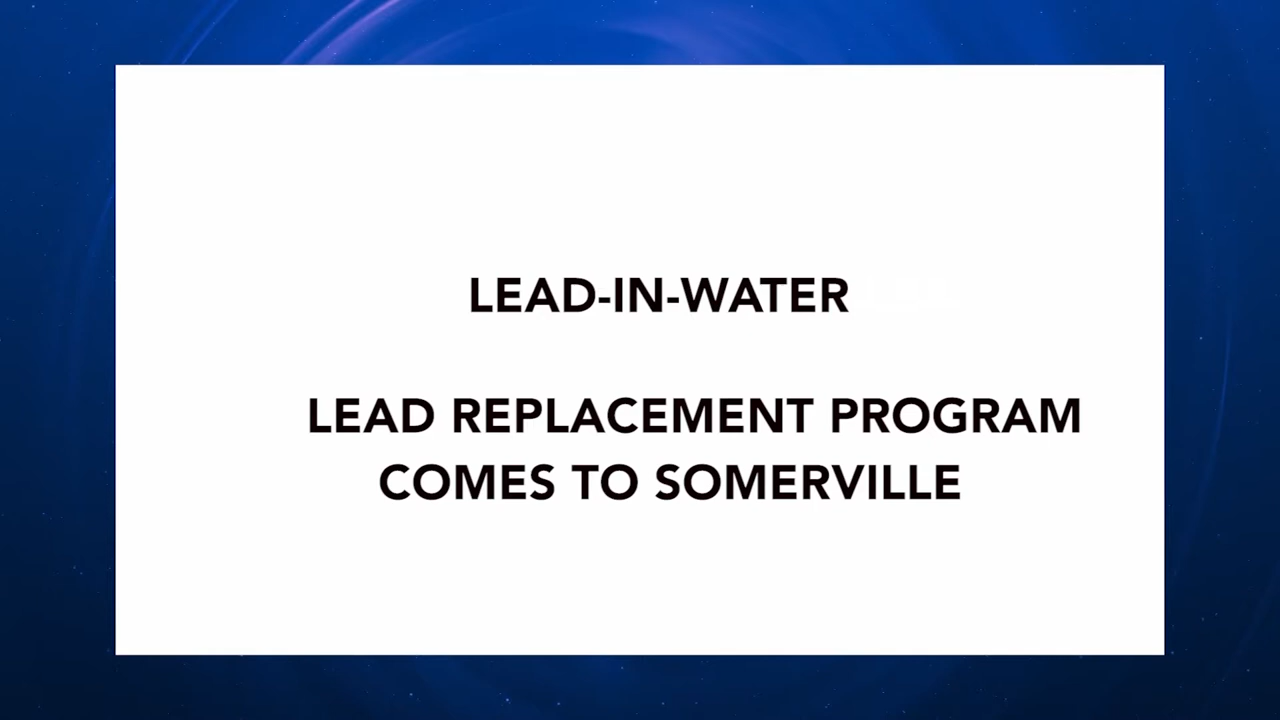 LEAD-IN-WATER
LEAD REPLACEMENT PROGRAM
COMES TO SOMERVILLE